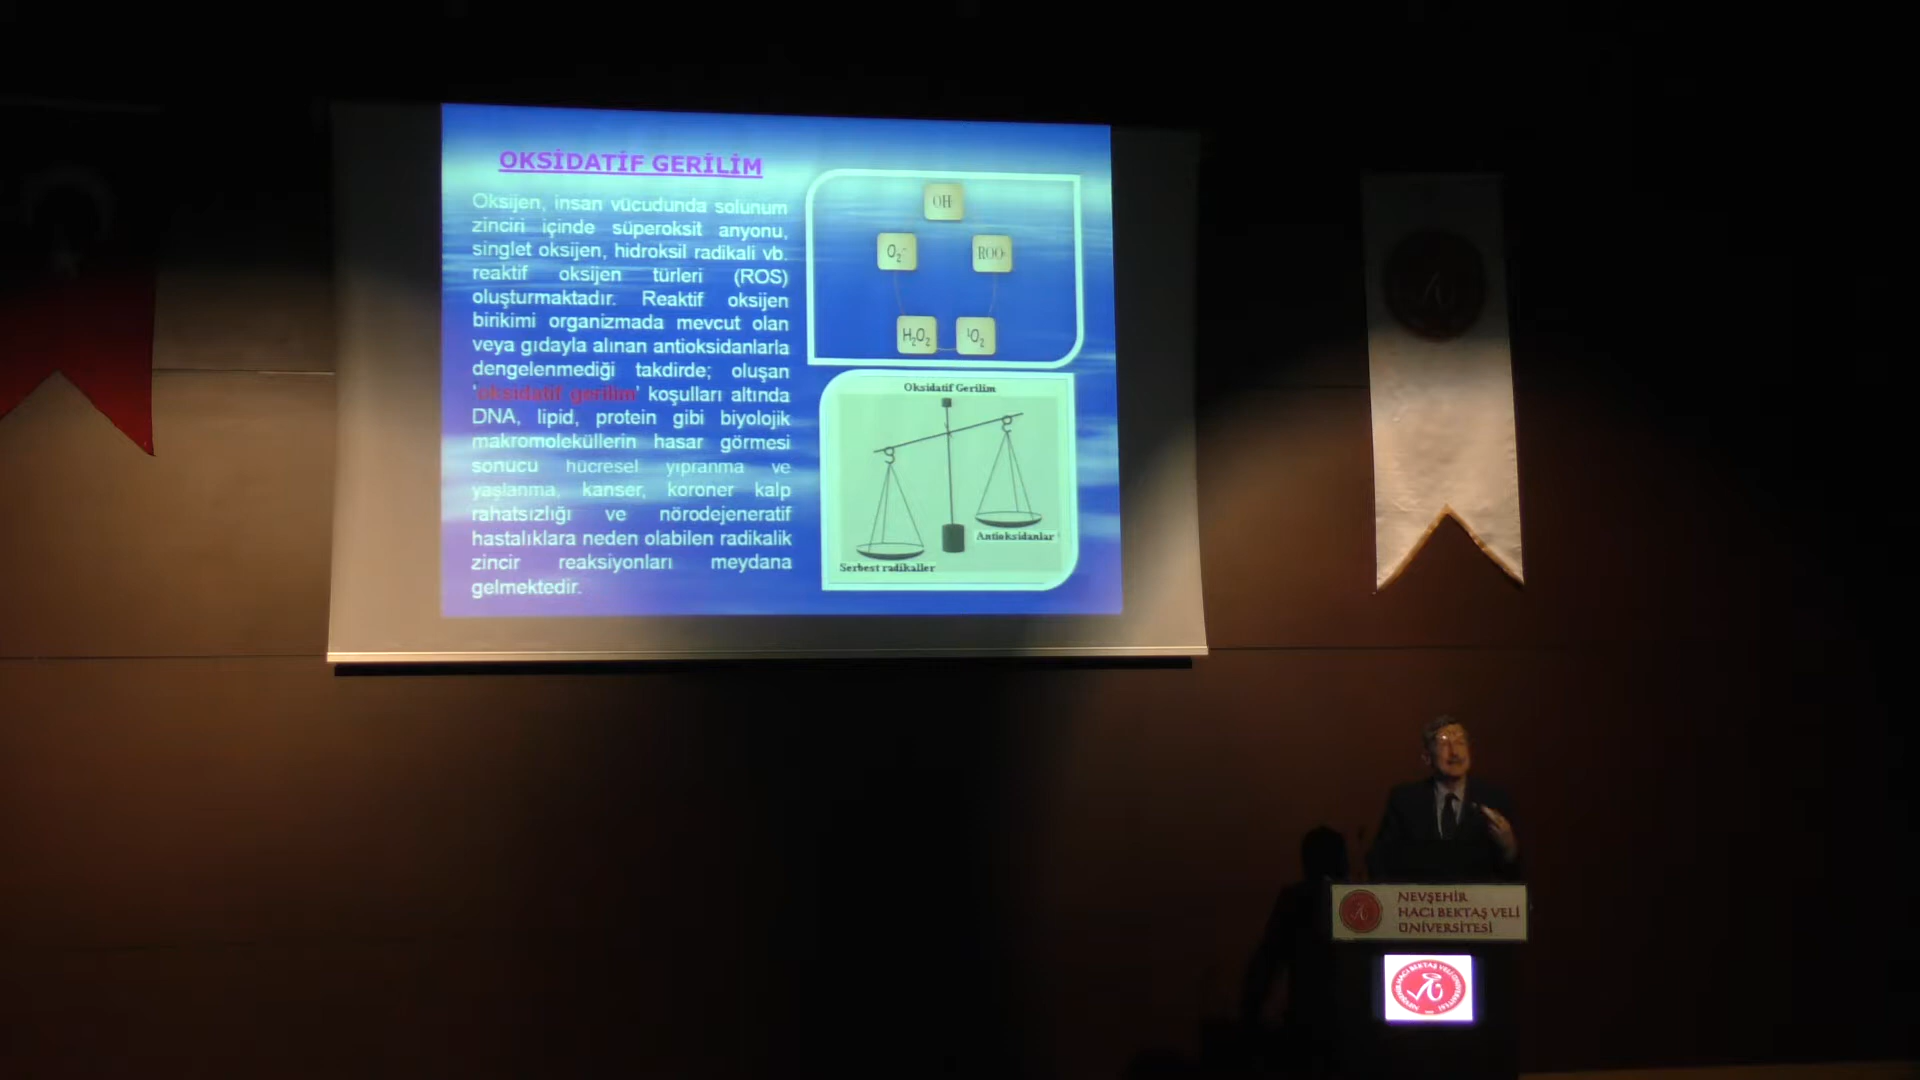 OKSİDATİF GERİLİM
Oksijen, insan vücudunda solunum
zinciri içinde süperoksit anyonu,
singlet oksijen, hidroksil radikali vb.
reaktif oksijen türleri (ROS)
oluşturmaktadır. Reaktif oksijen
birikimi organizmada mevcut olan
veya gıdayla alınan antioksidanlarla
dengelenmediği takdirde; oluşan
'oksidatif gerilim' koşulları altında
DNA, lipid, protein gibi biyolojik
makromoleküllerin hasar görmesi
sonucu hücresel yıpranma ve
yaşlanma, kanser, koroner kalp
rahatsızlığı ve nörodejeneratif
hastalıklara neden olabilen radikalik
zincir reaksiyonları meydana
gelmektedir.
OH·
O₂·⁻
ROO·
H₂O₂
¹O₂
Oksidatif Gerilim
Antioksidanlar
Serbest radikaller
NEVŞEHİR
HACI BEKTAŞ VELİ
ÜNİVERSİTESİ